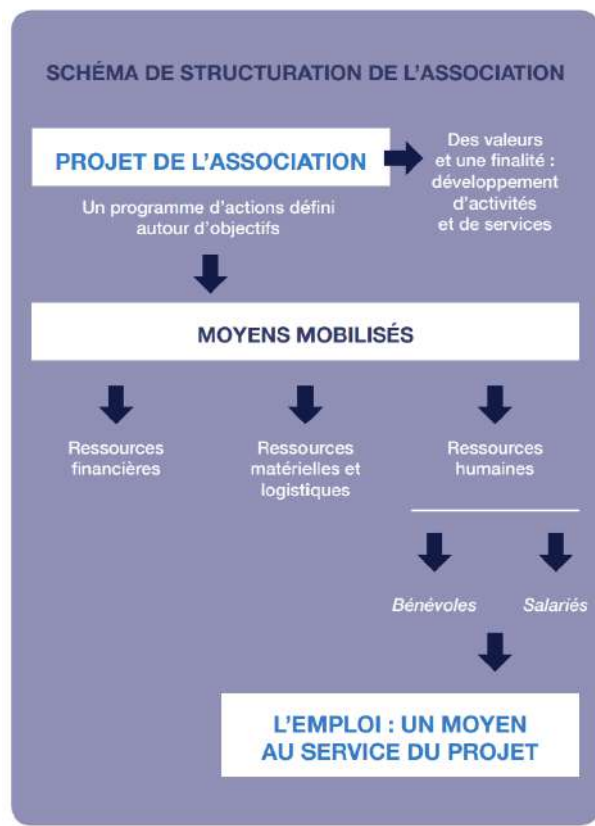 SCHÉMA DE STRUCTURATION DE L'ASSOCIATION
PROJET DE L'ASSOCIATION
Des valeurs
et une finalité :
développement
d'activités
et de services
Un programme d'actions défini
autour d'objectifs
MOYENS MOBILISÉS
Ressources
financières
Ressources
matérielles et
logistiques
Ressources
humaines
Bénévoles
Salariés
L'EMPLOI : UN MOYEN
AU SERVICE DU PROJET